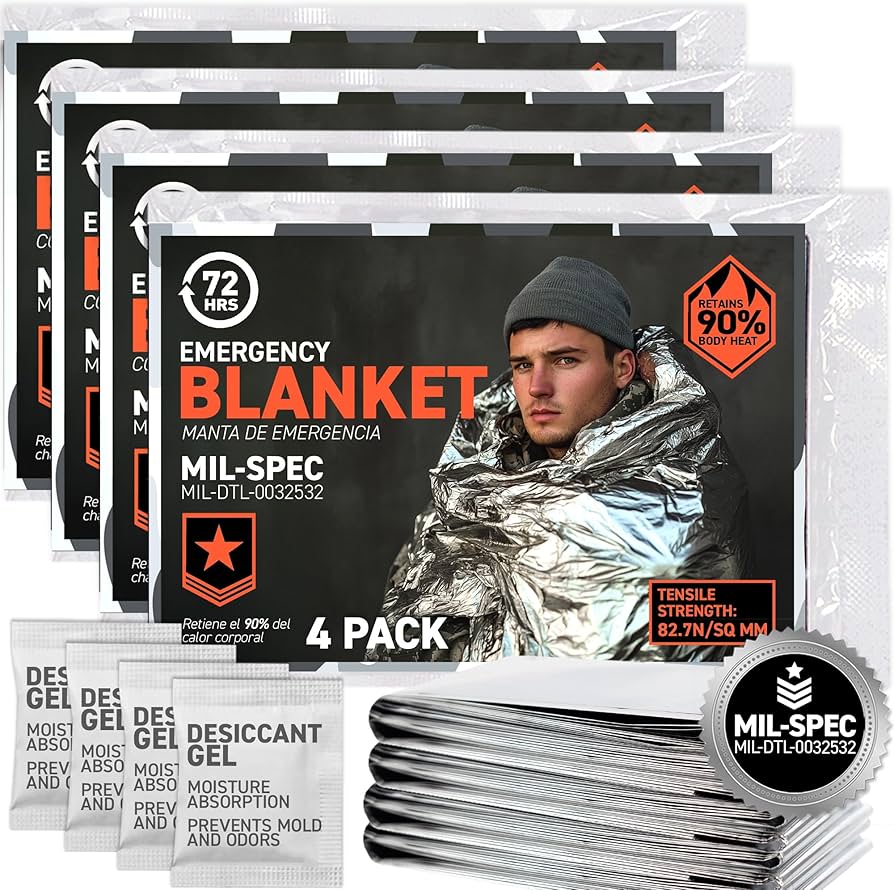 72
HRS
EMERGENCY
BLANKET
MANTA DE EMERGENCIA
MIL-SPEC
MIL-DTL-0032532
Retiene el 90% del
calor corporal
4 PACK
RETAINS
90%
BODY HEAT
TENSILE
STRENGTH:
82.7N/SQ MM
MIL-SPEC
MIL-DTL-0032532
DESICCANT
GEL
MOISTURE
ABSORPTION
PREVENTS MOLD
AND ODORS